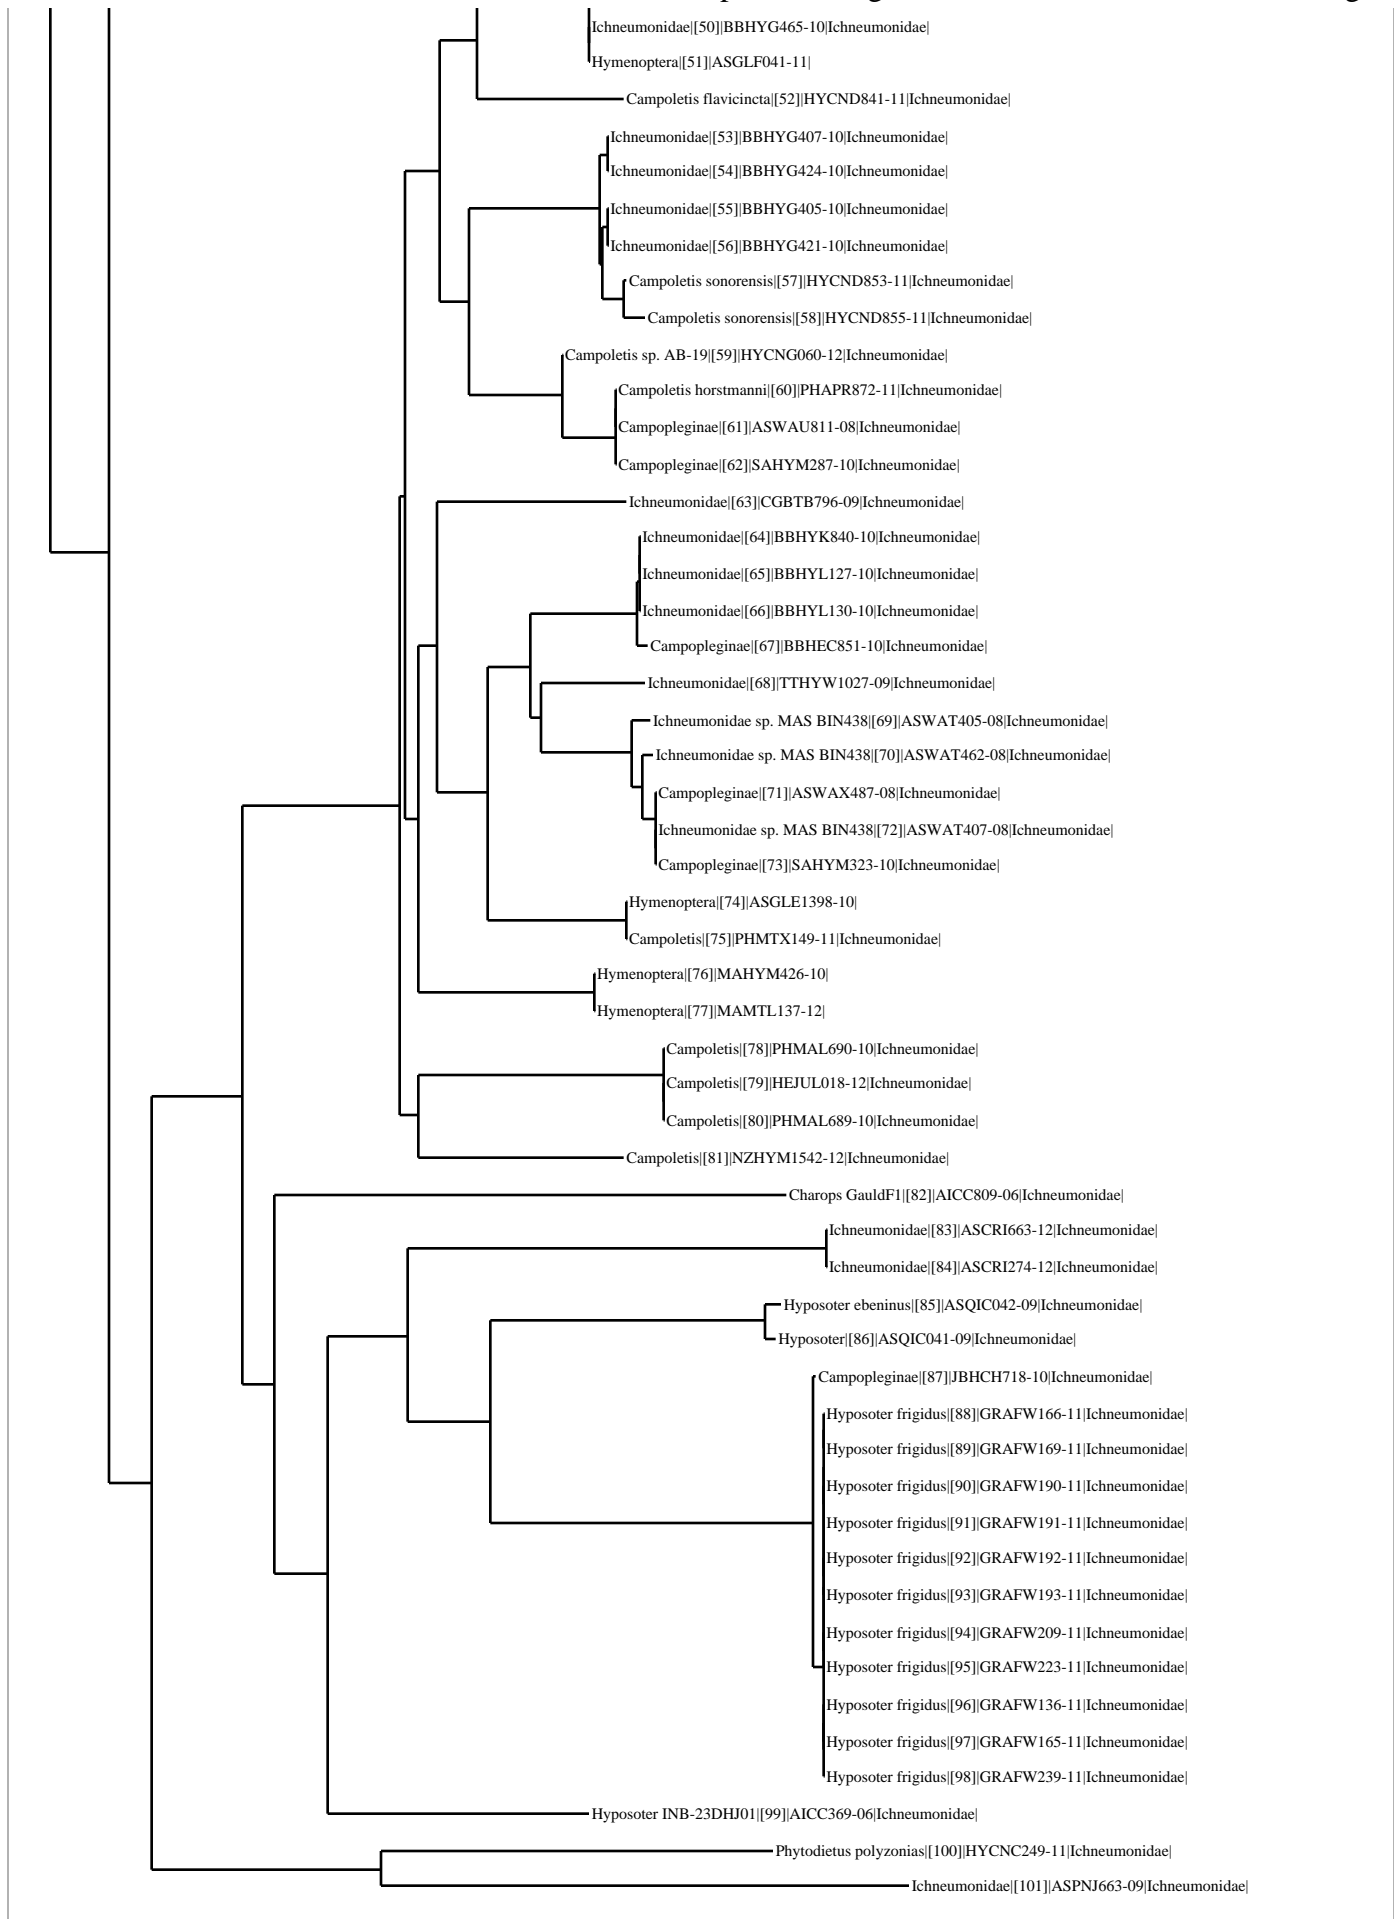 Ichneumonidae|[50]|BBHYG465-10|Ichneumonidae|
Hymenoptera|[51]|ASGLF041-11|
Campoletis flavicincta|[52]|HYCND841-11|Ichneumonidae|
Ichneumonidae|[53]|BBHYG407-10|Ichneumonidae|
Ichneumonidae|[54]|BBHYG424-10|Ichneumonidae|
Ichneumonidae|[55]|BBHYG405-10|Ichneumonidae|
Ichneumonidae|[56]|BBHYG421-10|Ichneumonidae|
Campoletis sonorensis|[57]|HYCND853-11|Ichneumonidae|
Campoletis sonorensis|[58]|HYCND855-11|Ichneumonidae|
Campoletis sp. AB-19|[59]|HYCNG060-12|Ichneumonidae|
Campoletis horstmanni|[60]|PHAPR872-11|Ichneumonidae|
Campopleginae|[61]|ASWAU811-08|Ichneumonidae|
Campopleginae|[62]|SAHYM287-10|Ichneumonidae|
Ichneumonidae|[63]|CGBTB796-09|Ichneumonidae|
Ichneumonidae|[64]|BBHYK840-10|Ichneumonidae|
Ichneumonidae|[65]|BBHYL127-10|Ichneumonidae|
Ichneumonidae|[66]|BBHYL130-10|Ichneumonidae|
Campopleginae|[67]|BBHEC851-10|Ichneumonidae|
Ichneumonidae|[68]|TTHYW1027-09|Ichneumonidae|
Ichneumonidae sp. MAS BIN438|[69]|ASWAT405-08|Ichneumonidae|
Ichneumonidae sp. MAS BIN438|[70]|ASWAT462-08|Ichneumonidae|
Campopleginae|[71]|ASWAX487-08|Ichneumonidae|
Ichneumonidae sp. MAS BIN438|[72]|ASWAT407-08|Ichneumonidae|
Campopleginae|[73]|SAHYM323-10|Ichneumonidae|
Hymenoptera|[74]|ASGLE1398-10|
Campoletis|[75]|PHMTX149-11|Ichneumonidae|
Hymenoptera|[76]|MAHYM426-10|
Hymenoptera|[77]|MAMTL137-12|
Campoletis|[78]|PHMAL690-10|Ichneumonidae|
Campoletis|[79]|HEJUL018-12|Ichneumonidae|
Campoletis|[80]|PHMAL689-10|Ichneumonidae|
Campoletis|[81]|NZHYM1542-12|Ichneumonidae|
Charops GauldF1|[82]|AICC809-06|Ichneumonidae|
Ichneumonidae|[83]|ASCRI663-12|Ichneumonidae|
Ichneumonidae|[84]|ASCRI274-12|Ichneumonidae|
Hyposoter ebeninus|[85]|ASQIC042-09|Ichneumonidae|
Hyposoter|[86]|ASQIC041-09|Ichneumonidae|
Campopleginae|[87]|JBHCH718-10|Ichneumonidae|
Hyposoter frigidus|[88]|GRAFW166-11|Ichneumonidae|
Hyposoter frigidus|[89]|GRAFW169-11|Ichneumonidae|
Hyposoter frigidus|[90]|GRAFW190-11|Ichneumonidae|
Hyposoter frigidus|[91]|GRAFW191-11|Ichneumonidae|
Hyposoter frigidus|[92]|GRAFW192-11|Ichneumonidae|
Hyposoter frigidus|[93]|GRAFW193-11|Ichneumonidae|
Hyposoter frigidus|[94]|GRAFW209-11|Ichneumonidae|
Hyposoter frigidus|[95]|GRAFW223-11|Ichneumonidae|
Hyposoter frigidus|[96]|GRAFW136-11|Ichneumonidae|
Hyposoter frigidus|[97]|GRAFW165-11|Ichneumonidae|
Hyposoter frigidus|[98]|GRAFW239-11|Ichneumonidae|
Hyposoter INB-23DHJ01|[99]|AICC369-06|Ichneumonidae|
Phytodietus polyzonias|[100]|HYCNC249-11|Ichneumonidae|
Ichneumonidae|[101]|ASPNJ663-09|Ichneumonidae|